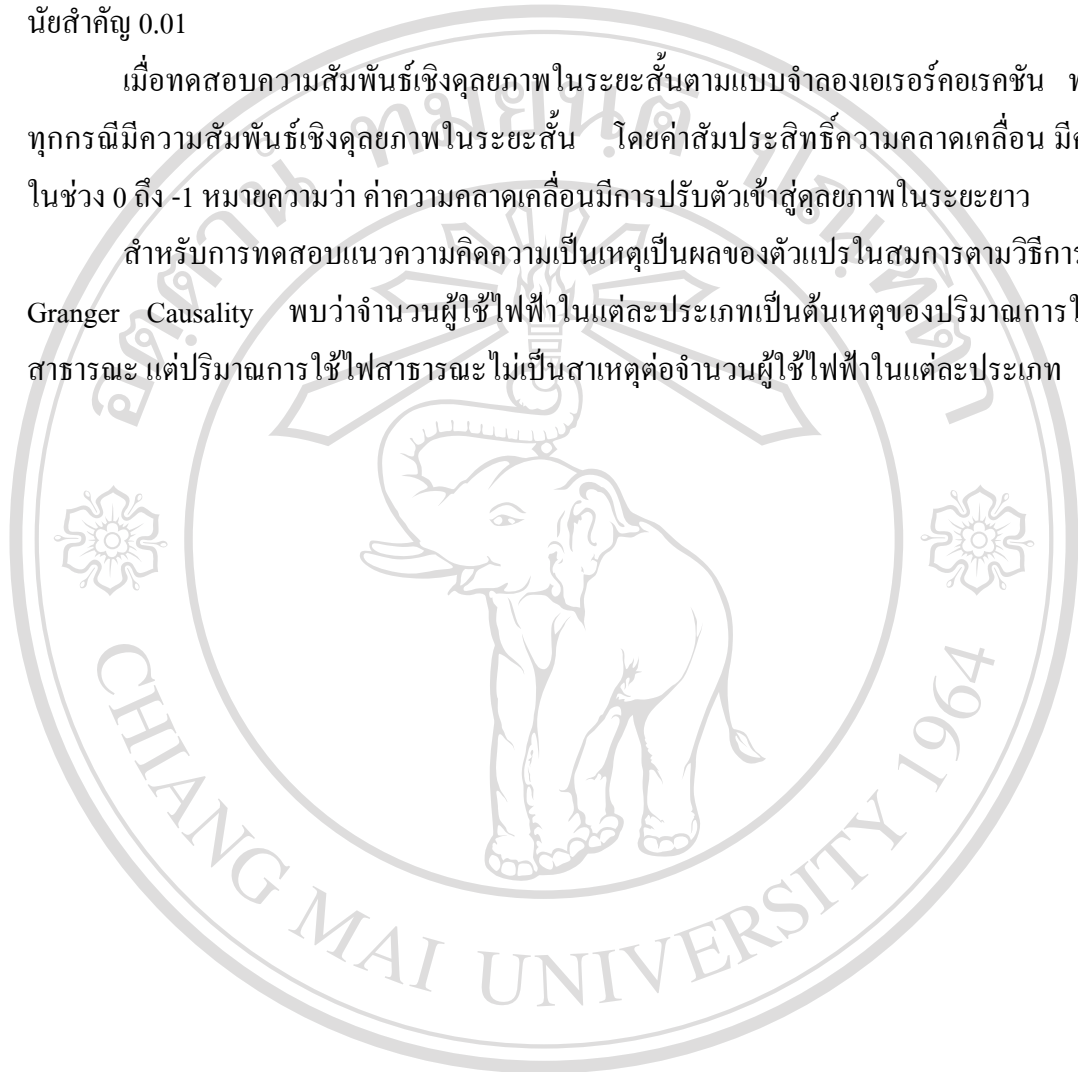 นัยสำคัญ 0.01
เมื่อทดสอบความสัมพันธ์เชิงดุลยภาพในระยะสั้นตามแบบจำลองเอเรอร์คอเรคชัน
ทุกกรณีมีความสัมพันธ์เชิงดุลยภาพในระยะสั้น โดยค่าสัมประสิทธิ์ความคลาดเคลื่อน
ในช่วง 0 ถึง -1 หมายความว่า ค่าความคลาดเคลื่อนมีการปรับตัวเข้าสู่ดุลยภาพในระยะยาว
สำหรับการทดสอบแนวความคิดความเป็นเหตุเป็นผลของตัวแปรในสมการตามวิธีการ
Granger Causality พบว่าจำนวนผู้ใช้ไฟฟ้าในแต่ละประเภทเป็นต้นเหตุของปริมาณการ
สาธารณะ แต่ปริมาณการใช้ไฟสาธารณะไม่เป็นสาเหตุต่อจำนวนผู้ใช้ไฟฟ้าในแต่ละประเภท
อตฺตานํ ทมยนฺติ ปณฺฑิตา
CHIANG MAI UNIVERSITY 1964